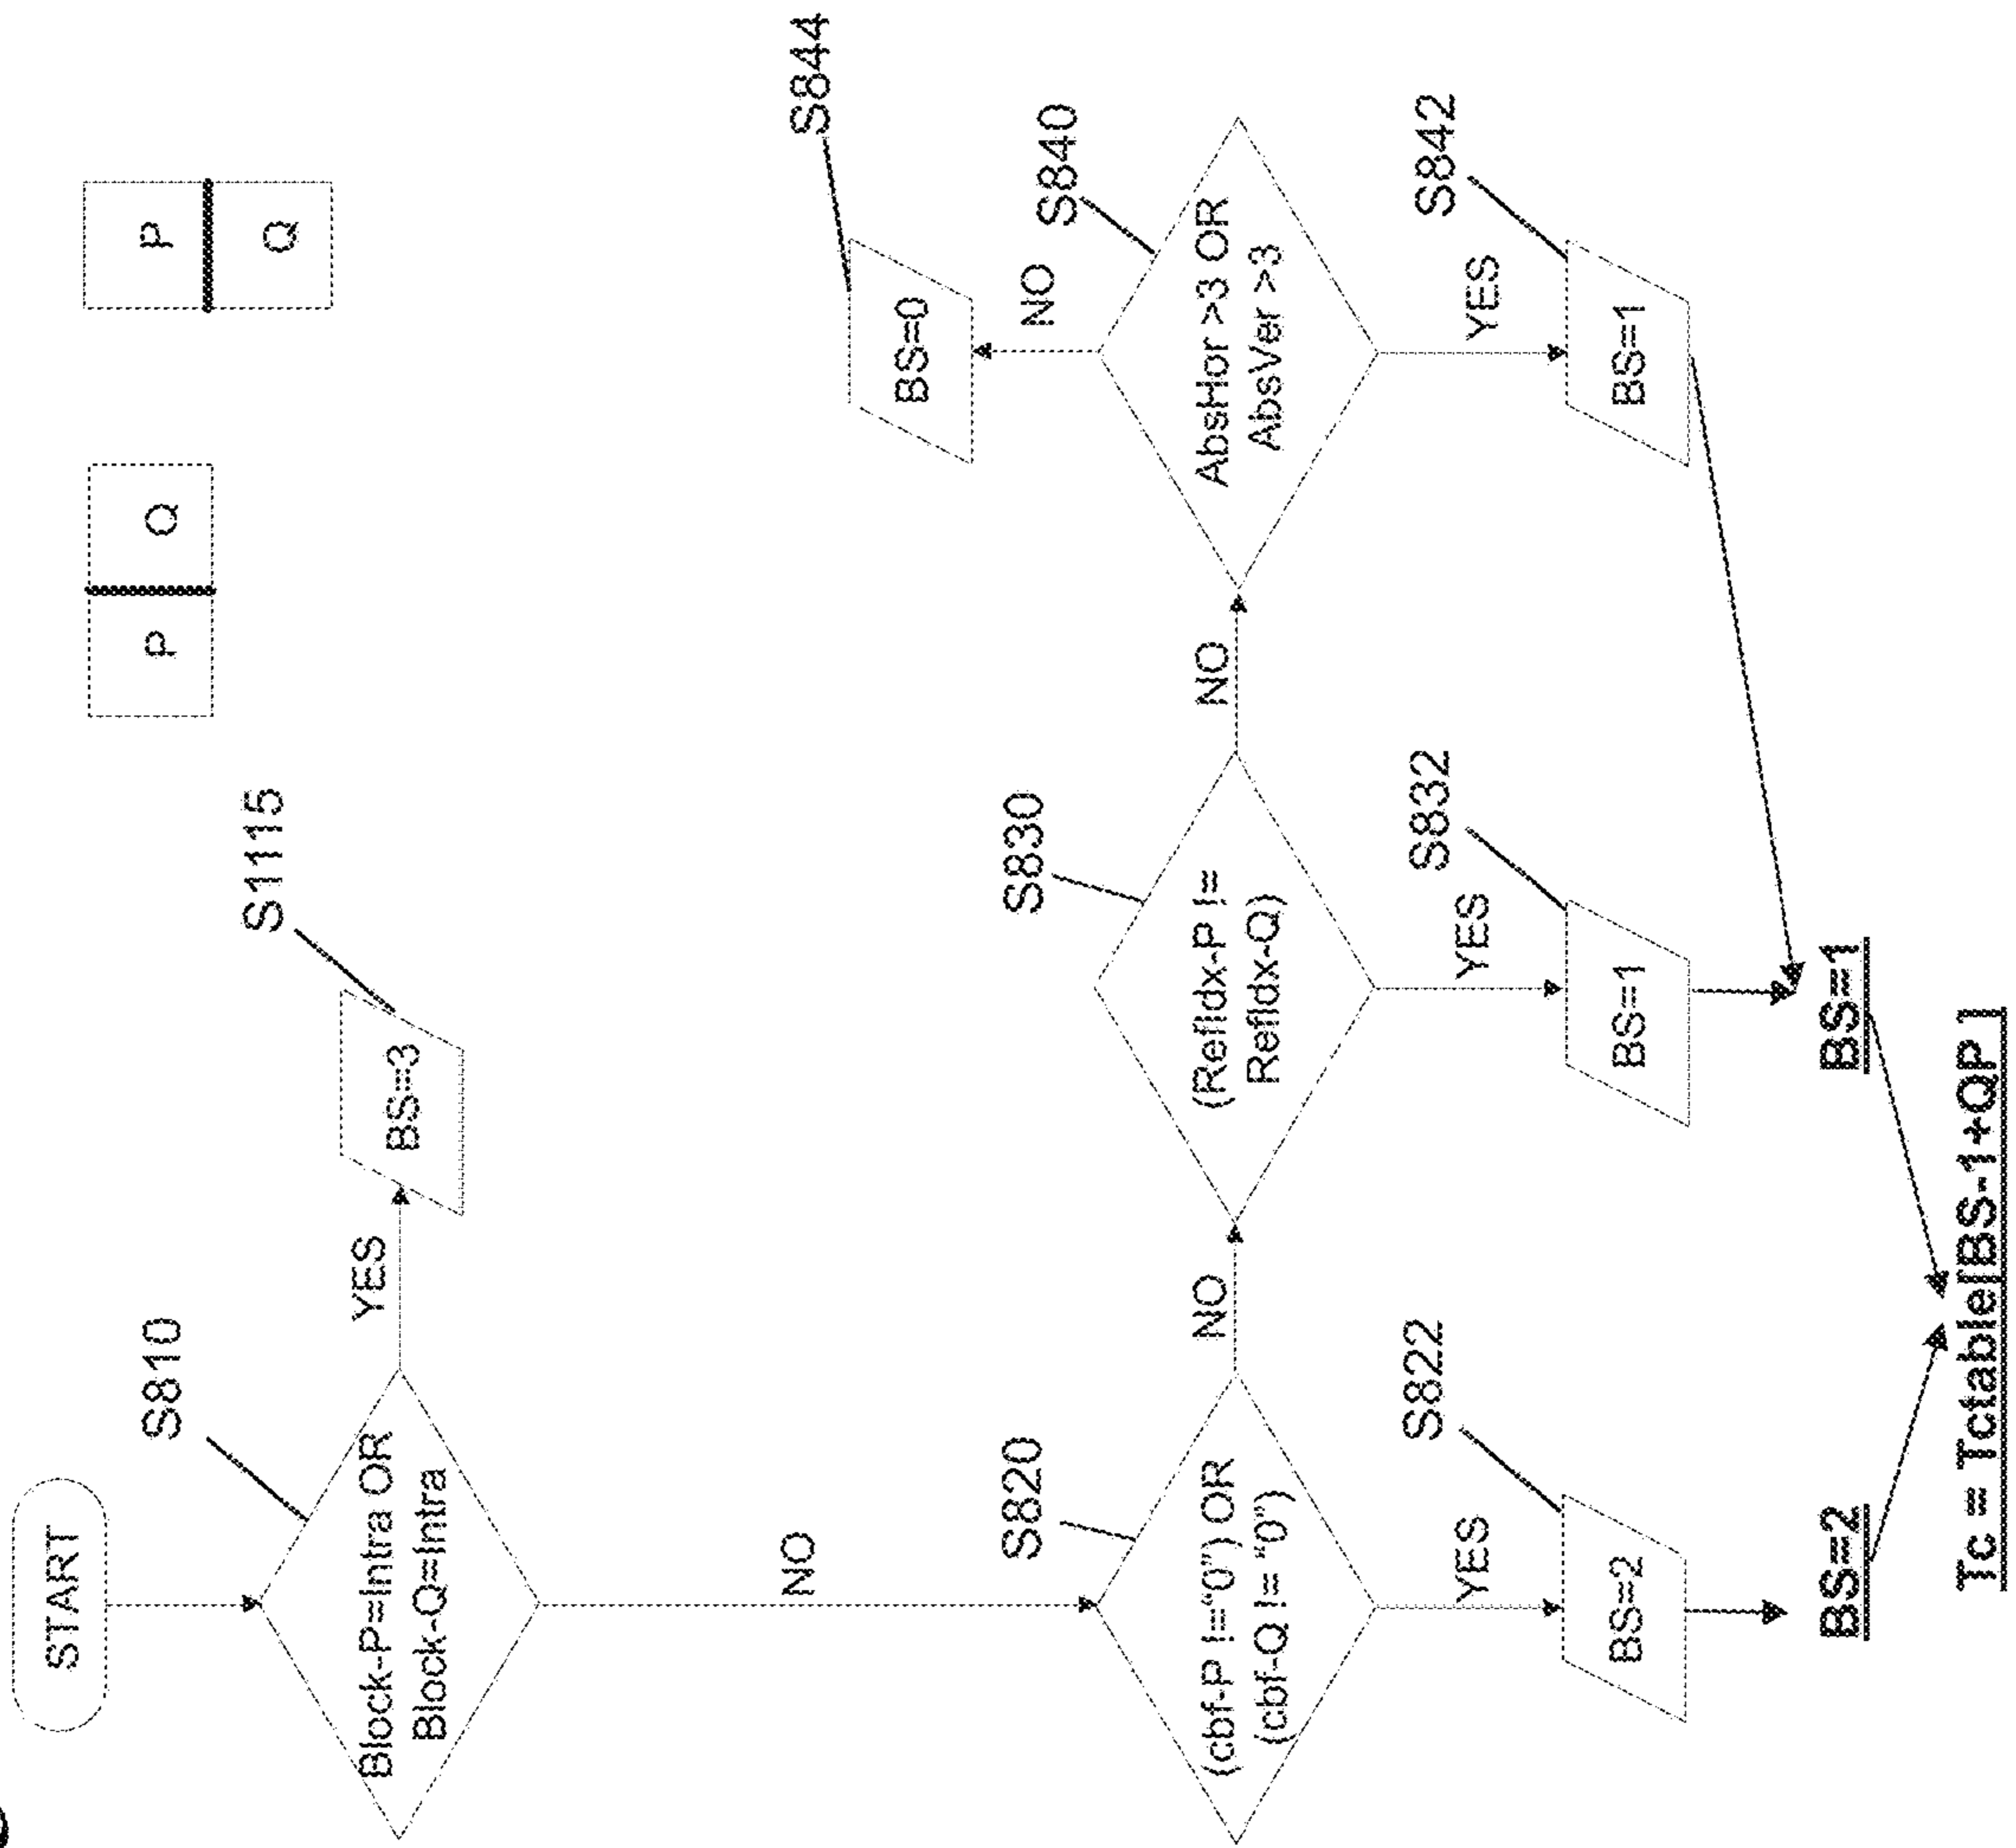 START
S810
Block-P=Intra OR
Block-Q=Intra
YES
BS=3
S1115
P
Q
P
Q
NO
S820
(cbf-P !="0") OR
(cbf-Q != "0")
NO
S830
(RefIdx-P !=
RefIdx-Q)
NO
S840
AbsHor >3 OR
AbsVer >3
NO
BS=0
S844
YES
S822
BS=2
YES
S832
BS=1
YES
S842
BS=1
BS=2
BS=1
Tc = Tctable[BS-1+QP ]